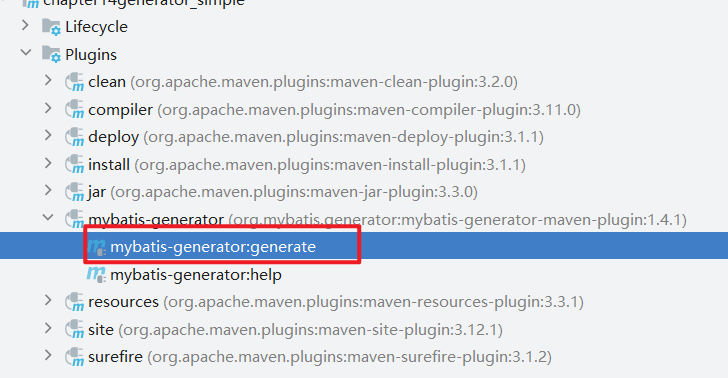 chapter14generator_simple
Lifecycle
Plugins
clean (org.apache.maven.plugins:maven-clean-plugin:3.2.0)
compiler (org.apache.maven.plugins:maven-compiler-plugin:3.11.0)
deploy (org.apache.maven.plugins:maven-deploy-plugin:3.1.1)
install (org.apache.maven.plugins:maven-install-plugin:3.1.1)
jar (org.apache.maven.plugins:maven-jar-plugin:3.3.0)
mybatis-generator (org.mybatis.generator:mybatis-generator-maven-plugin:1.4.1)
mybatis-generator:generate
mybatis-generator:help
resources (org.apache.maven.plugins:maven-resources-plugin:3.3.1)
site (org.apache.maven.plugins:maven-site-plugin:3.12.1)
surefire (org.apache.maven.plugins:maven-surefire-plugin:3.1.2)